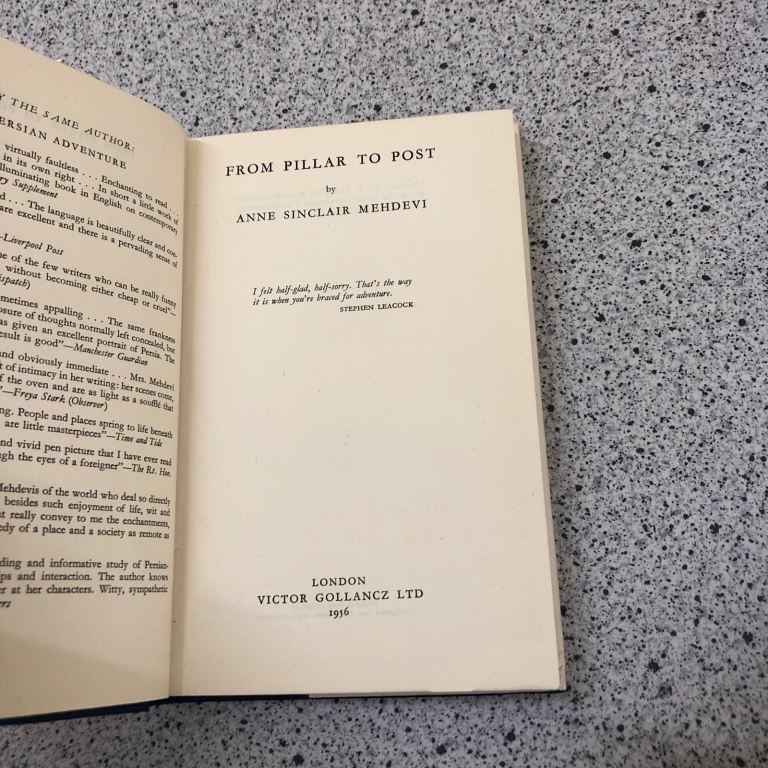 Y THE SAME AUTHOR:
ERSIAN ADVENTURE
virtually faultless . . . Enchanting to read . . .
in its own right . . . In short a little work of
lluminating book in English on contemporary
ry Supplement
d . . . The language is beautifully clear and con-
are excellent and there is a pervading sense of
–Liverpool Post
ne of the few writers who can be really funny
without becoming either cheap or cruel"—
ispatch)
metimes appalling . . . The same frankness
osure of thoughts normally left concealed, but
as given an excellent portrait of Persia. The
result is good"—Manchester Guardian
and obviously immediate . . . Mrs. Mehdevi
t of intimacy in her writing: her scenes come,
f the oven and are as light as a soufflé that
"—Freya Stark (Observer)
ng. People and places spring to life beneath
are little masterpieces"—Time and Tide
and vivid pen picture that I have ever read
ugh the eyes of a foreigner"—The Rt. Hon.
Mehdevis of the world who deal so directly
besides such enjoyment of life, wit and
at really convey to me the enchantments,
edy of a place and a society as remote as
ding and informative study of Persian-
ips and interaction. The author knows
er at her characters. Witty, sympathetic
ers
FROM PILLAR TO POST
by
ANNE SINCLAIR MEHDEVI
I felt half-glad, half-sorry. That's the way
it is when you're braced for adventure.
STEPHEN LEACOCK
LONDON
VICTOR GOLLANCZ LTD
1956